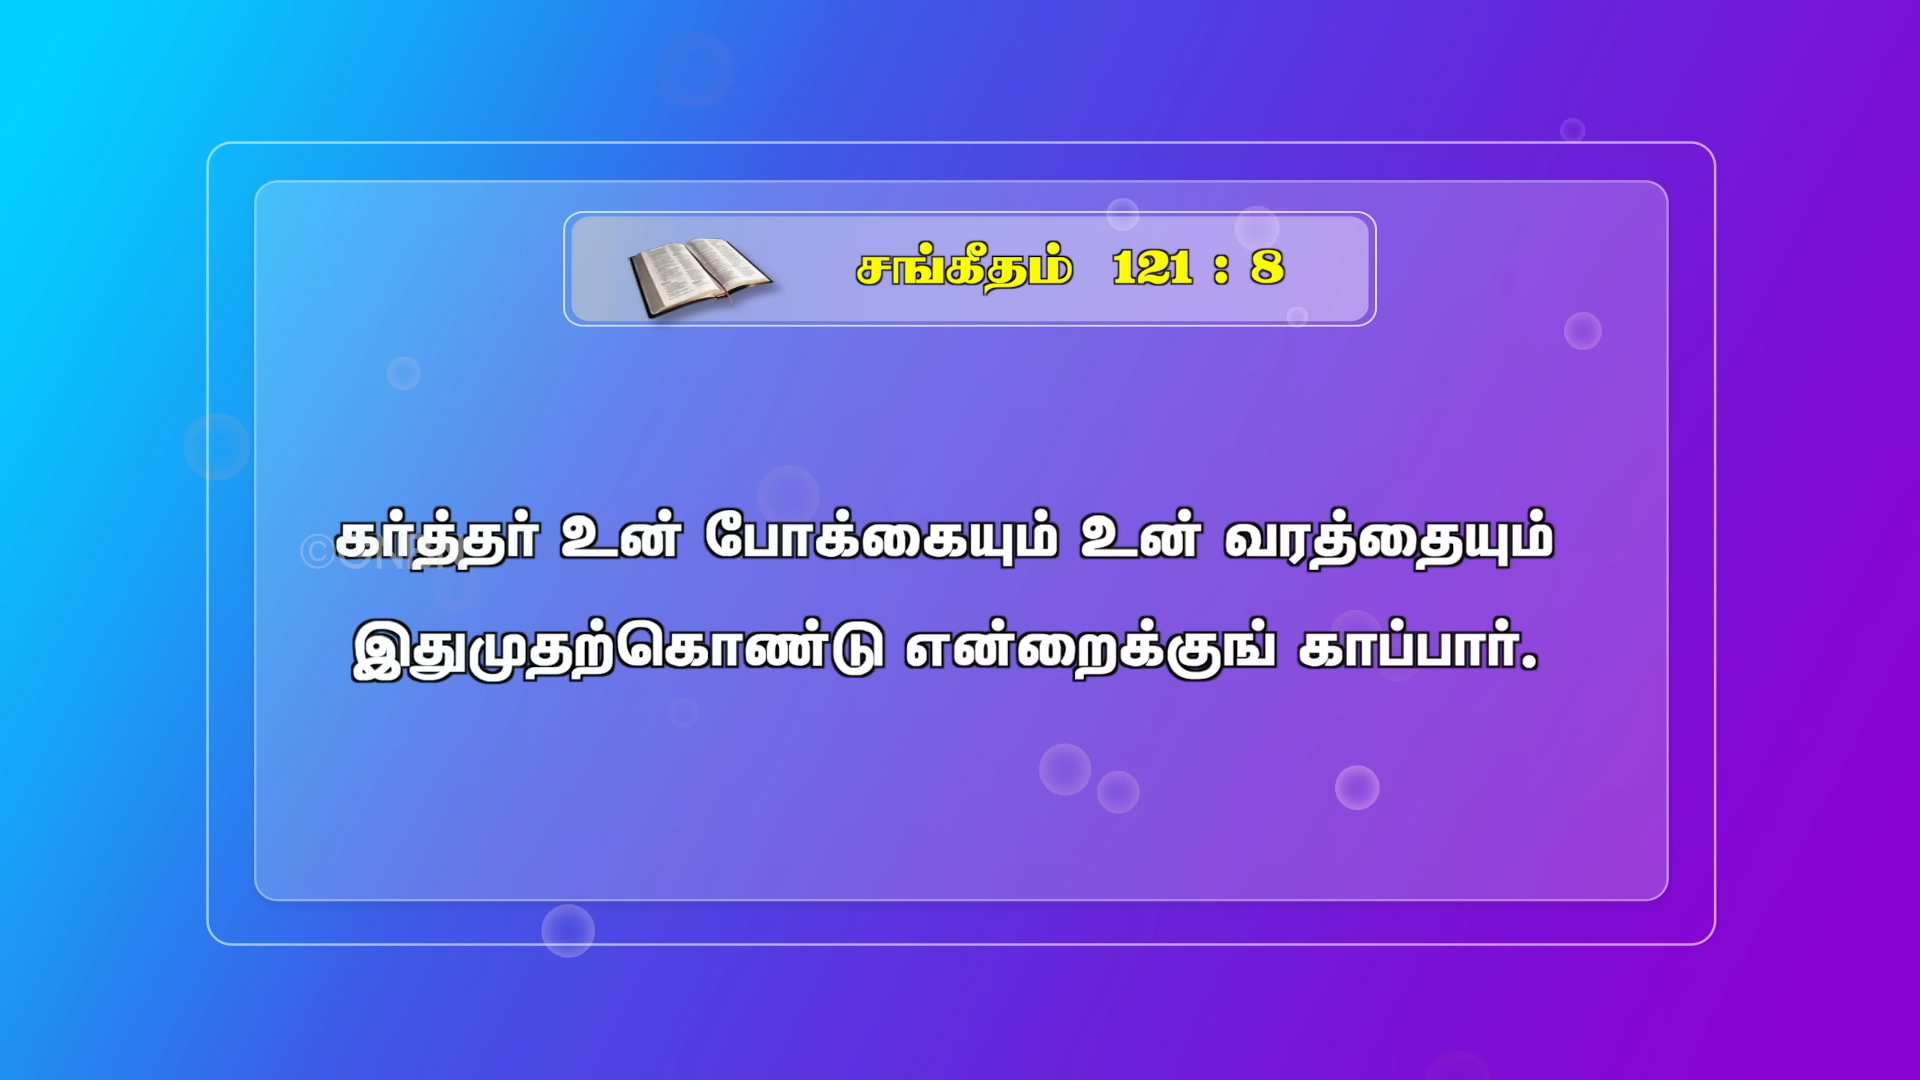 சங்கீதம் 121 : 8
கர்த்தர் உன் போக்கையும் உன் வரத்தையும்
இதுமுதற்கொண்டு என்றைக்குங் காப்பார்.